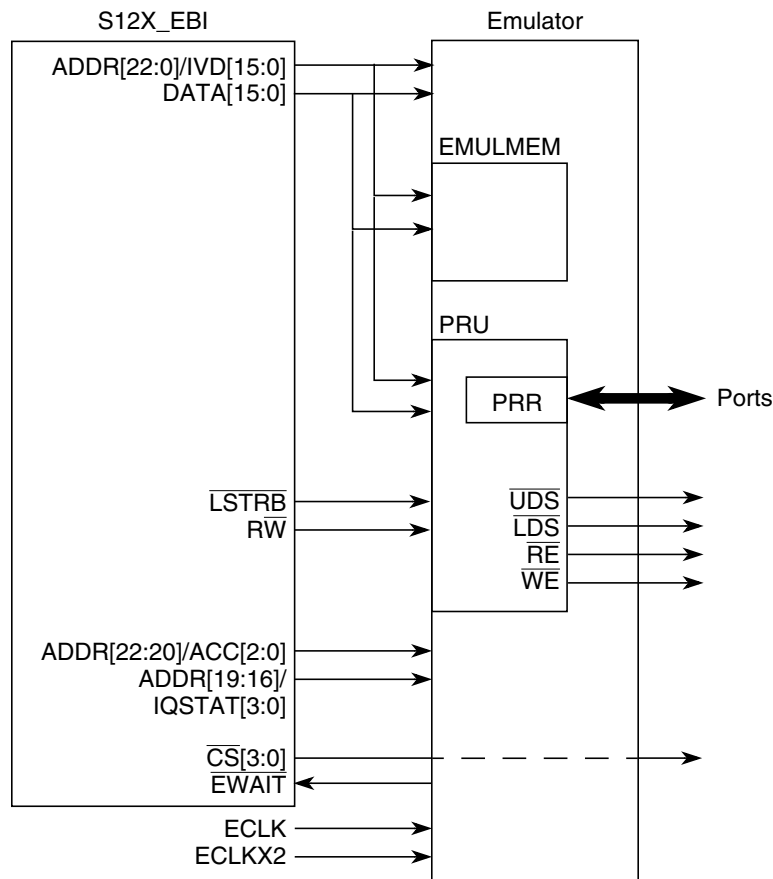 S12X_EBI
Emulator
ADDR[22:0]/IVD[15:0]
DATA[15:0]
EMULMEM
PRU
PRR
Ports
LSTRB
RW
UDS
LDS
RE
WE
ADDR[22:20]/ACC[2:0]
ADDR[19:16]/
IQSTAT[3:0]
CS[3:0]
EWAIT
ECLK
ECLKX2